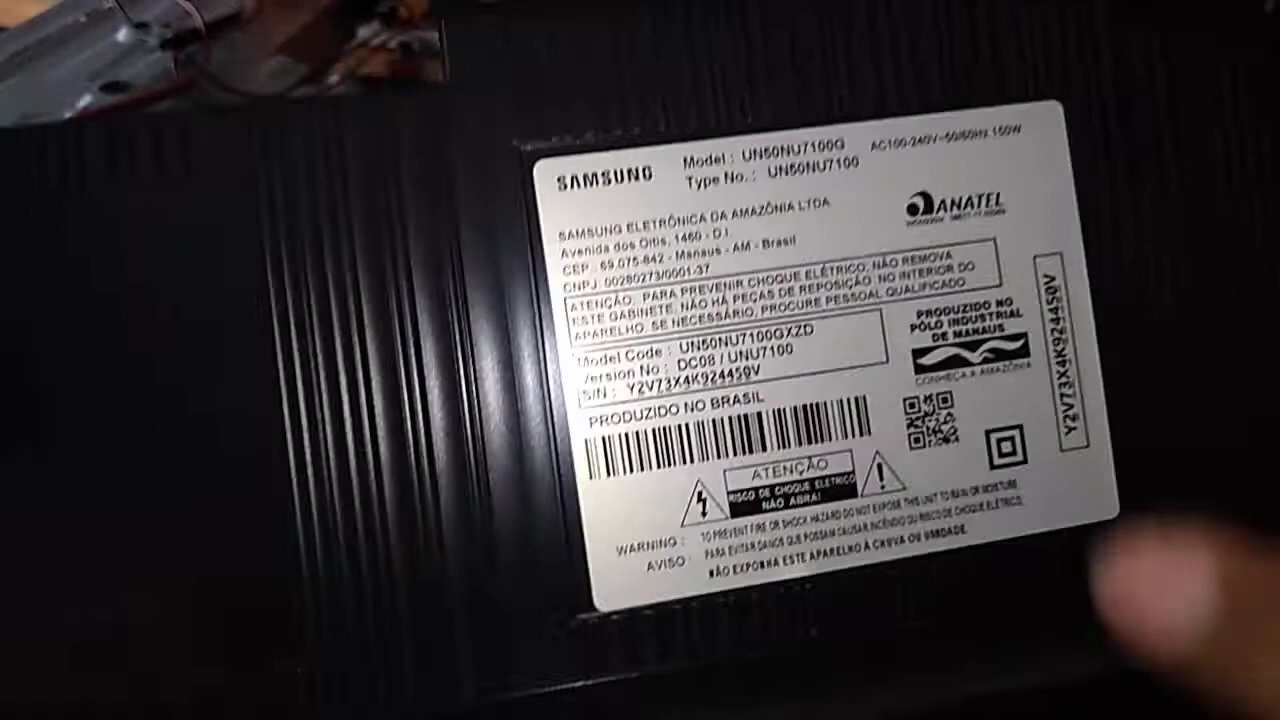 SAMSUNG
Model : UN50NU7100G
AC100-240V~50/60Hz 150W
Type No. : UN50NU7100
SAMSUNG ELETRÔNICA DA AMAZÔNIA LTDA
Avenida dos Oitis, 1460 - D.I.
CEP : 69.075-842 - Manaus - AM - Brasil
CNPJ: 00280273/0001-37
ANATEL
ATENÇÃO, PARA PREVENIR CHOQUE ELÉTRICO, NÃO REMOVA
ESTE GABINETE, NÃO HÁ PEÇAS DE REPOSIÇÃO NO INTERIOR DO
APARELHO, SE NECESSÁRIO, PROCURE PESSOAL QUALIFICADO
Model Code : UN50NU7100GXZD
Version No : DC08 / UNU7100
S/N : Y2V73X4K924450V
PRODUZIDO NO BRASIL
PRODUZIDO NO
PÓLO INDUSTRIAL
DE MANAUS
CONHEÇA A AMAZÔNIA
Y2V73X4K924450V
ATENÇÃO
RISCO DE CHOQUE ELÉTRICO
NÃO ABRA!
WARNING : TO PREVENT FIRE OR SHOCK HAZARD DO NOT EXPOSE THIS UNIT TO RAIN OR MOISTURE.
AVISO : PARA EVITAR DANOS QUE POSSAM CAUSAR INCÊNDIO OU RISCO DE CHOQUE ELÉTRICO,
NÃO EXPONHA ESTE APARELHO À CHUVA OU UMIDADE.